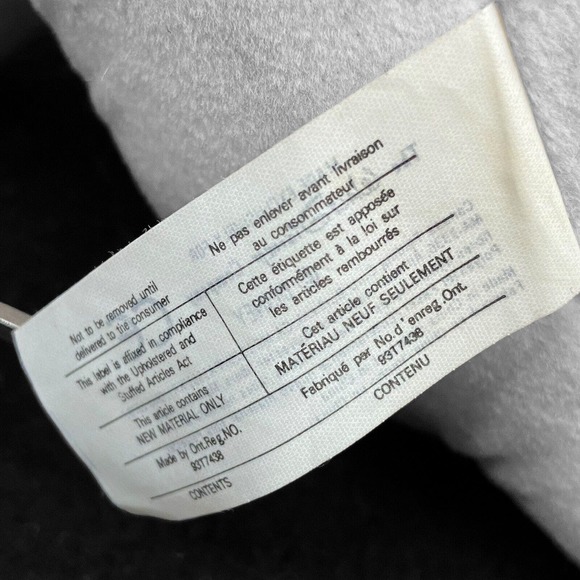 Not to be removed until
delivered to the consumer
Ne pas enlever avant livraison
au consommateur
This label is affixed in compliance
with the Upholstered and
Stuffed Articles Act
Cette étiquette est apposée
conformément à la loi sur
les articles rembourrés
This article contains
NEW MATERIAL ONLY
Cet article contient
MATÉRIAU NEUF SEULEMENT
Made by Ont.Reg.NO.
9377438
Fabriqué par No.d'enreg.Ont.
9377438
CONTENTS
CONTENU